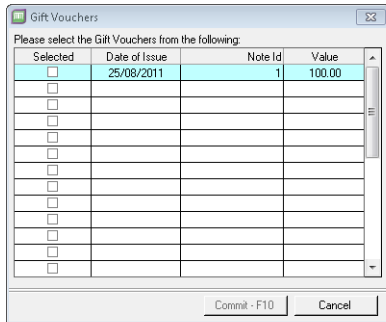 Gift Vouchers
Please select the Gift Vouchers from the following:
Selected Date of Issue Note Id Value
25/08/2011 1 100.00
Commit - F10 Cancel